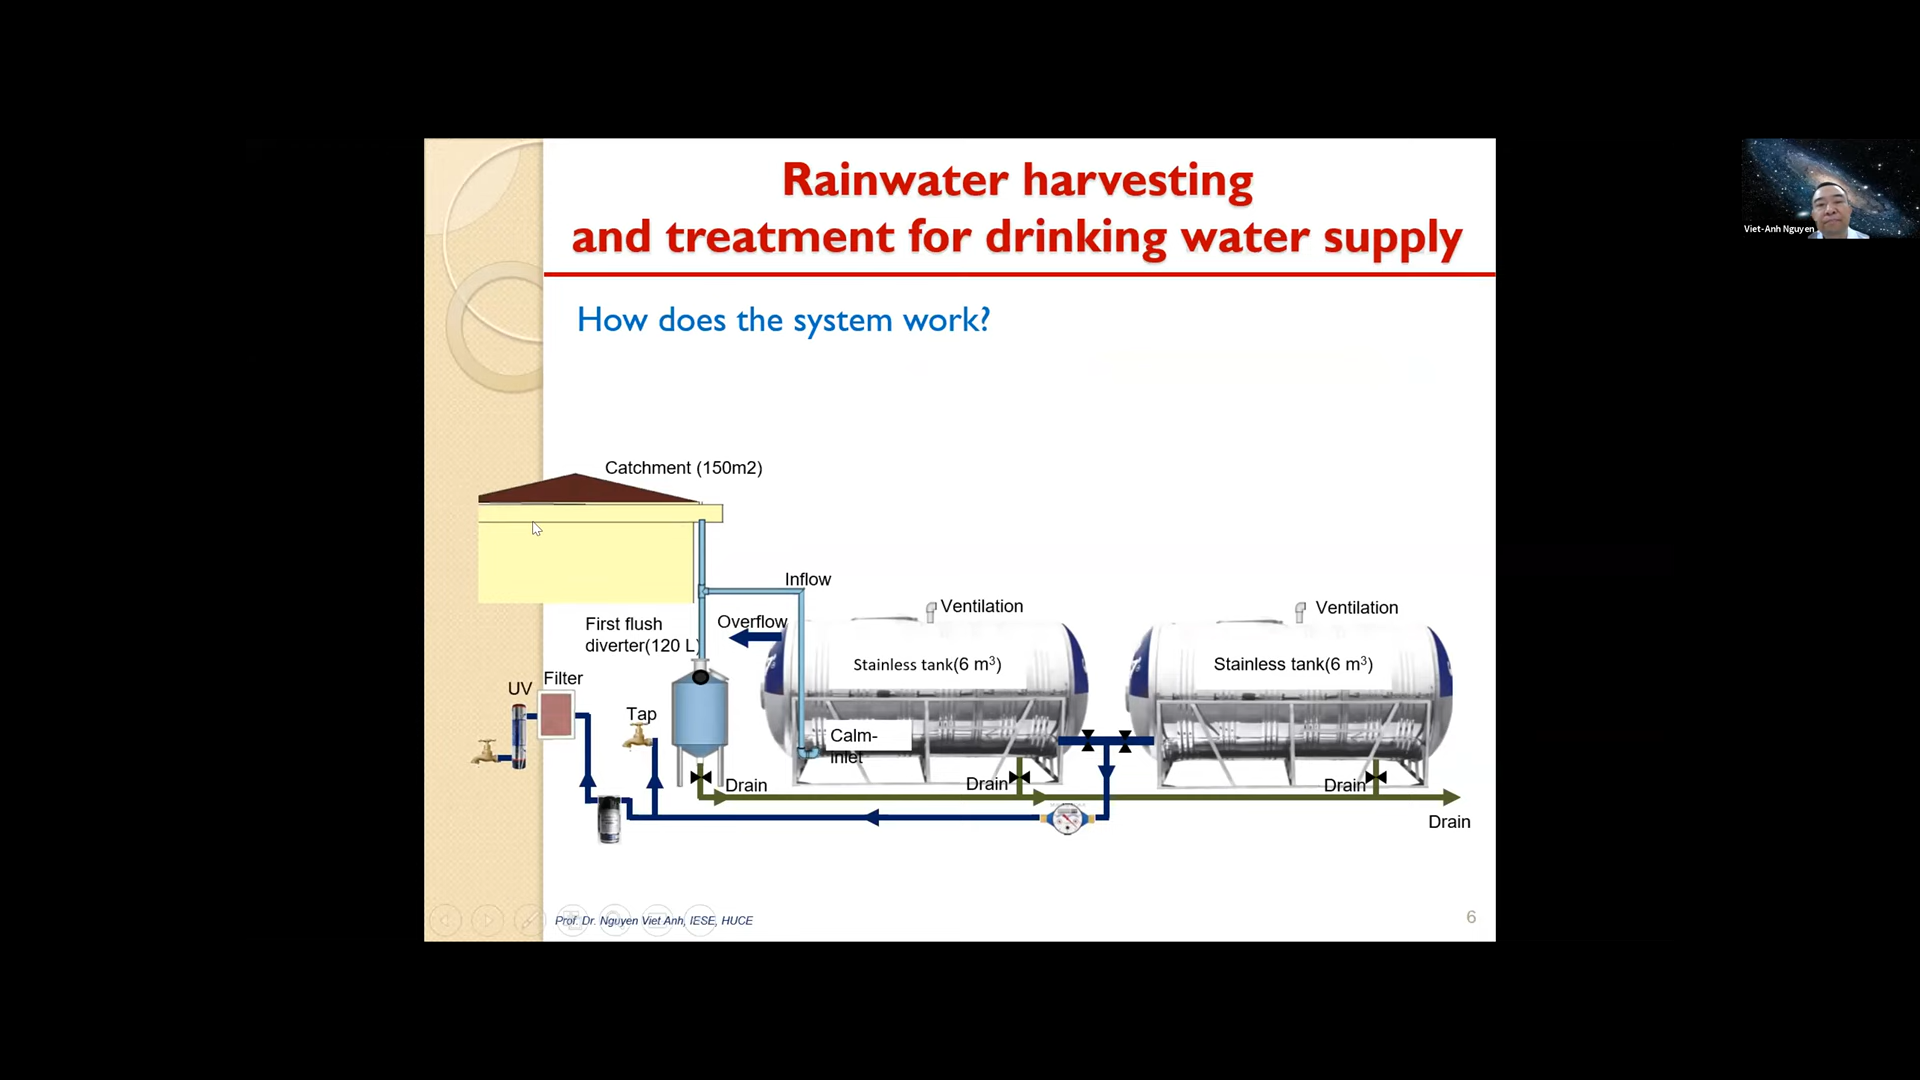 Rainwater harvesting
and treatment for drinking water supply
Viet-Anh Nguyen
How does the system work?
Catchment (150m2)
Inflow
Ventilation
Ventilation
First flush
diverter(120 L)
Overflow
Stainless tank(6 m³)
Stainless tank(6 m³)
UV
Filter
Tap
Calm-
inlet
Drain
Drain
Drain
Drain
Prof. Dr. Nguyen Viet Anh, IESE, HUCE
6